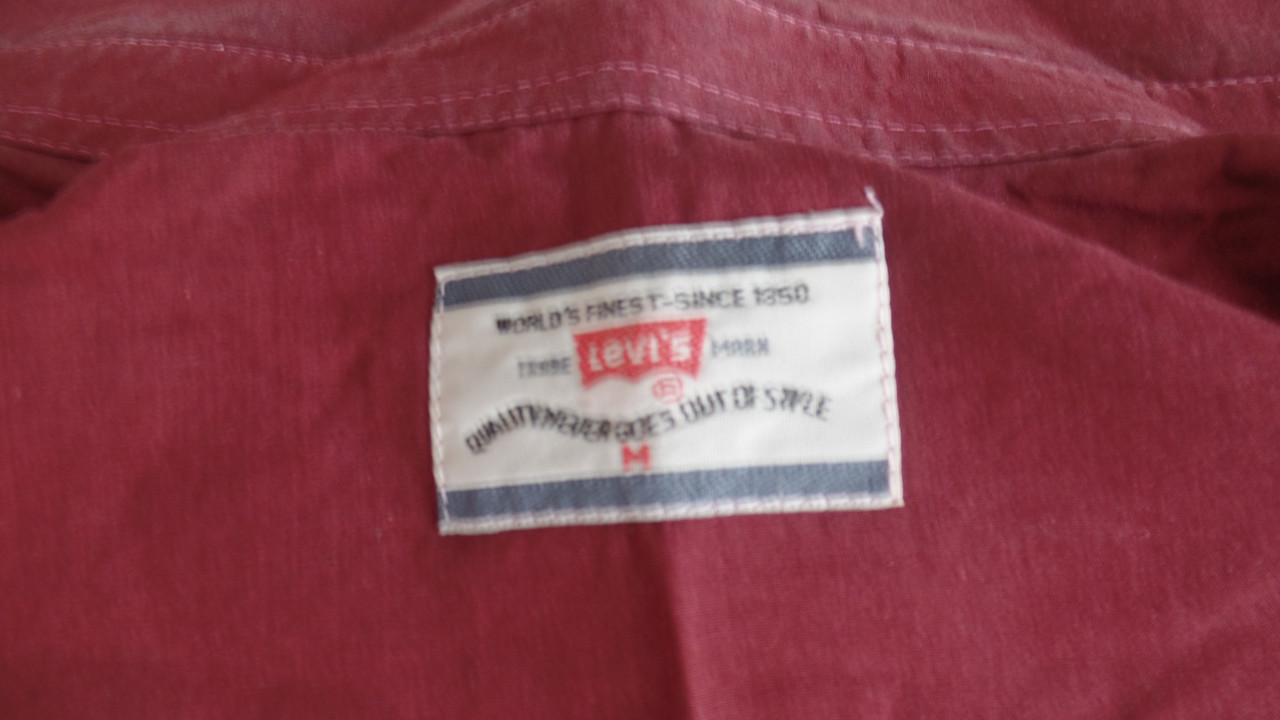 WORLD'S FINEST-SINCE 1850
TRADE Levi's MARK
®
QUALITY NEVER GOES OUT OF STYLE
M